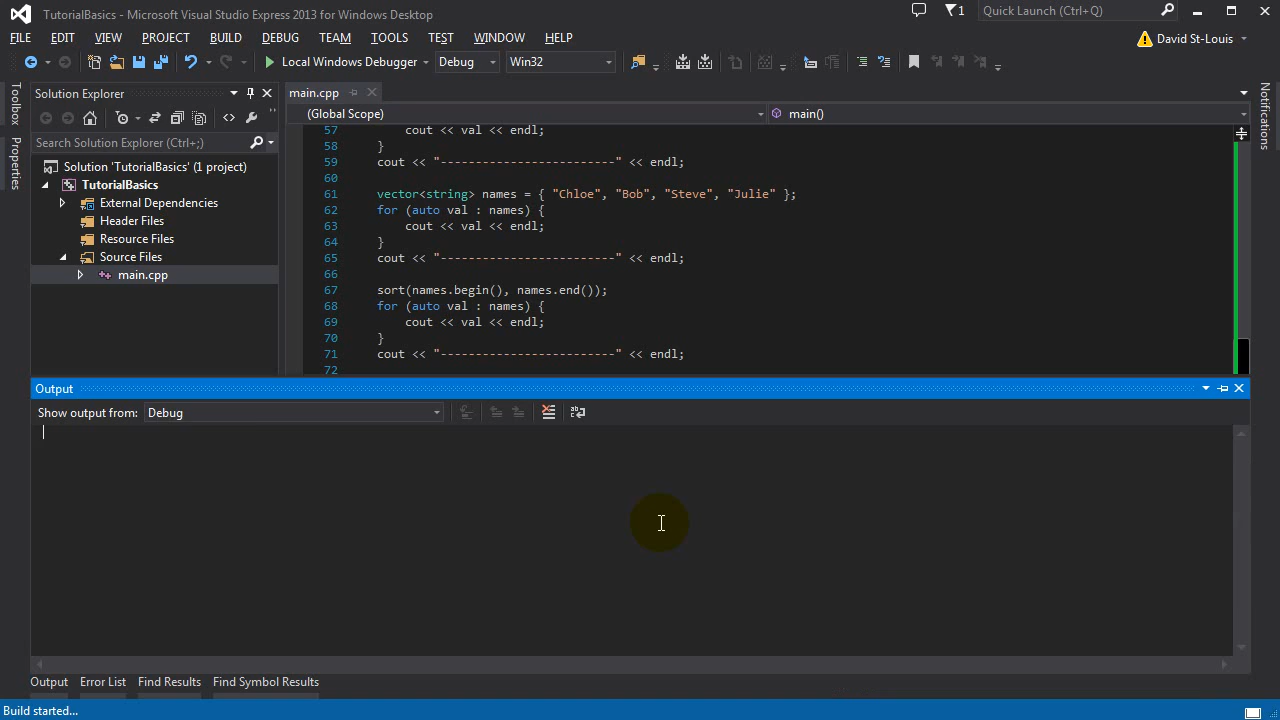 TutorialBasics - Microsoft Visual Studio Express 2013 for Windows Desktop
1
Quick Launch (Ctrl+Q)
FILE EDIT VIEW PROJECT BUILD DEBUG TEAM TOOLS TEST WINDOW HELP
David St-Louis
Local Windows Debugger Debug Win32
Toolbox
Properties
Solution Explorer
Search Solution Explorer (Ctrl+;)
Solution 'TutorialBasics' (1 project)
TutorialBasics
External Dependencies
Header Files
Resource Files
Source Files
main.cpp
main.cpp
(Global Scope) main()
57 cout << val << endl;
58 }
59 cout << "-------------------------" << endl;
60
61 vector<string> names = { "Chloe", "Bob", "Steve", "Julie" };
62 for (auto val : names) {
63 cout << val << endl;
64 }
65 cout << "-------------------------" << endl;
66
67 sort(names.begin(), names.end());
68 for (auto val : names) {
69 cout << val << endl;
70 }
71 cout << "-------------------------" << endl;
72
Notifications
Output
Show output from: Debug
Output Error List Find Results Find Symbol Results
Build started...